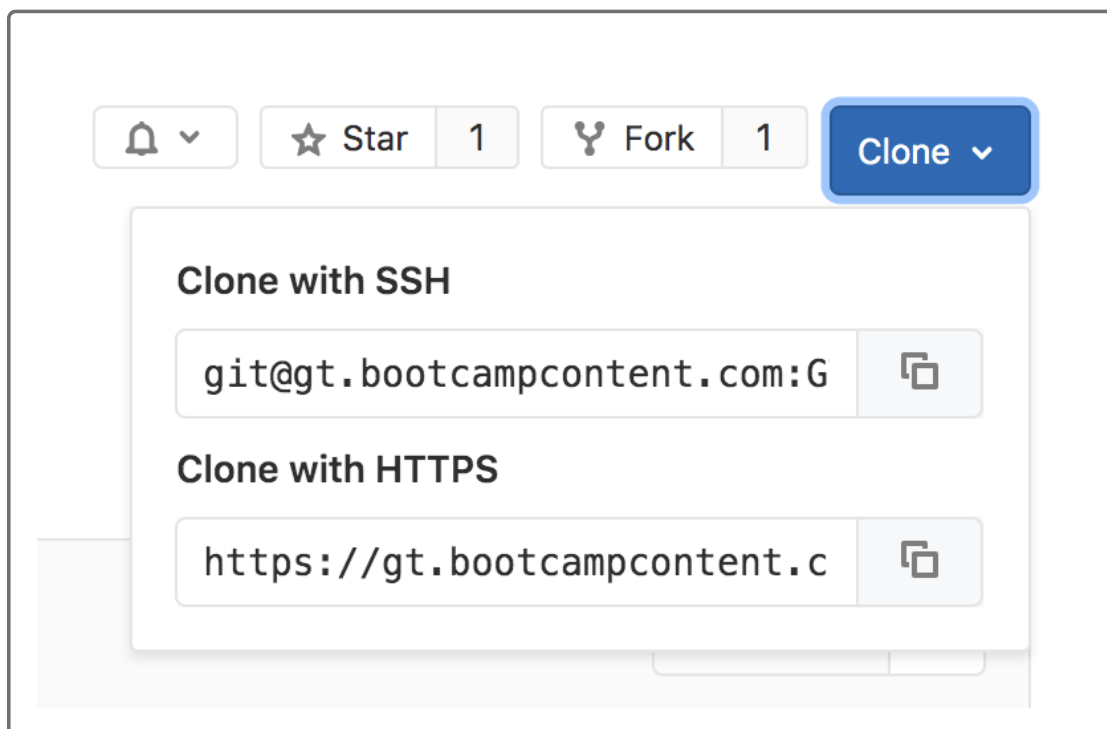 Star 1 Fork 1 Clone
Clone with SSH
git@gt.bootcampcontent.com:G
Clone with HTTPS
https://gt.bootcampcontent.c